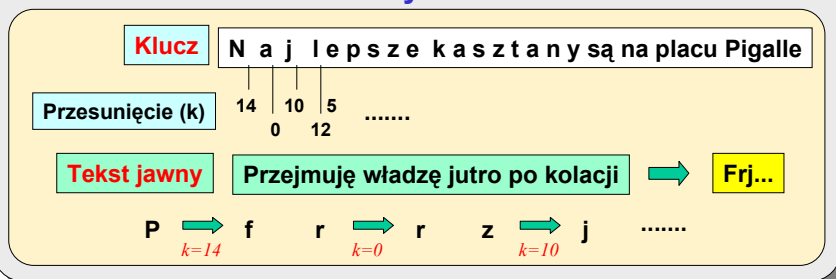 Klucz N a j l e p s z e k a s z t a n y są na placu Pigalle
Przesunięcie (k) 14 10 5 .......
0 12
Tekst jawny Przejmuję władzę jutro po kolacji Frj...
P f r r z j .......
k=14 k=0 k=10